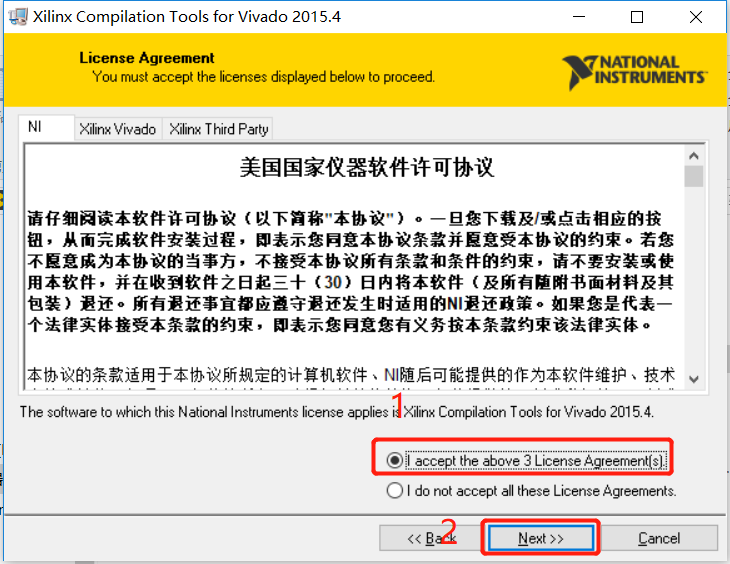 Xilinx Compilation Tools for Vivado 2015.4
License Agreement
You must accept the licenses displayed below to proceed.
NATIONAL
INSTRUMENTS™
NI
Xilinx Vivado
Xilinx Third Party
美国国家仪器软件许可协议
请仔细阅读本软件许可协议（以下简称"本协议"）。一旦您下载及/或点击相应的按
钮，从而完成软件安装过程，即表示您同意本协议条款并愿意受本协议的约束。若您
不愿意成为本协议的当事方，不接受本协议所有条款和条件的约束，请不要安装或使
用本软件，并在收到软件之日起三十（30）日内将本软件（及所有随附书面材料及其
包装）退还。所有退还事宜都应遵守退还发生时适用的NI退还政策。如果您是代表一
个法律实体接受本条款的约束，即表示您同意您有义务按本条款约束该法律实体。
本协议的条款适用于本协议所规定的计算机软件、NI随后可能提供的作为本软件维护、技术
The software to which this National Instruments license applies is Xilinx Compilation Tools for Vivado 2015.4.
1
I accept the above 3 License Agreement(s).
I do not accept all these License Agreements.
<< Back
2
Next >>
Cancel